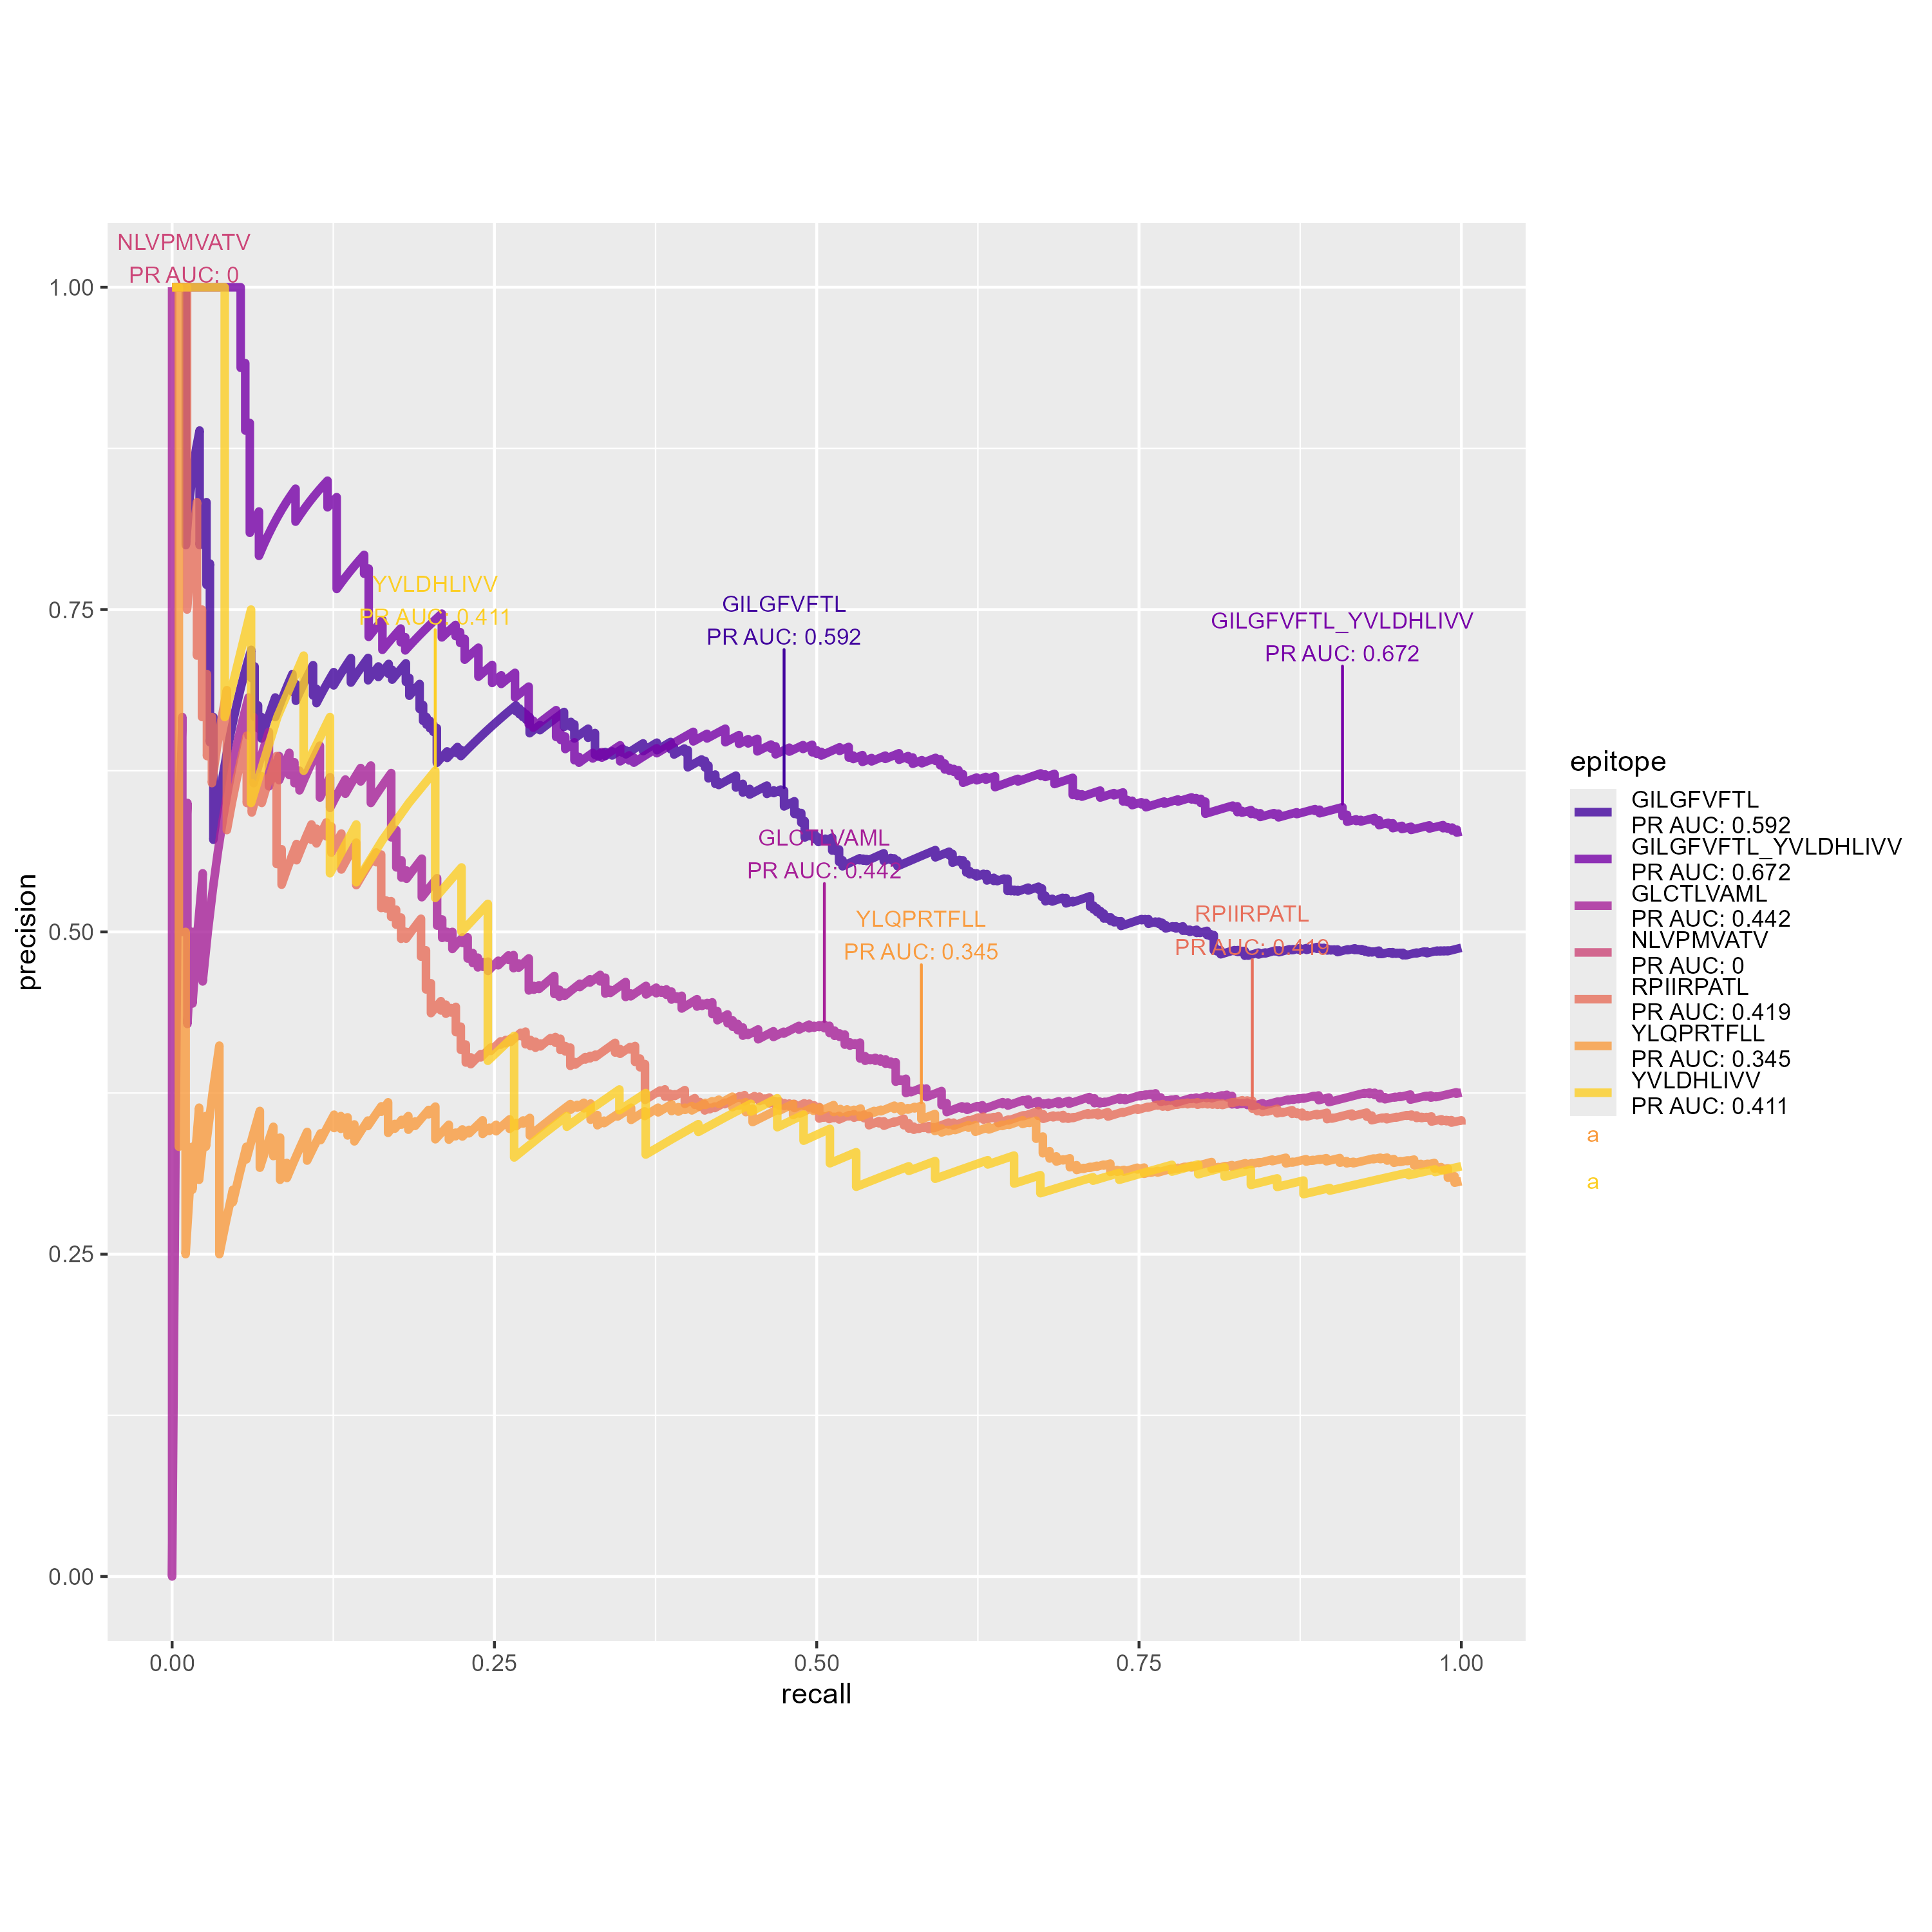 NLVPMVATV
PR AUC: 0
1.00
YVLDHLIVV
PR AUC: 0.411
GILGFVFTL
PR AUC: 0.592
GILGFVFTL_YVLDHLIVV
PR AUC: 0.672
0.75
GLCTLVAML
PR AUC: 0.442
YLQPRTFLL
PR AUC: 0.345
RPIIRPATL
PR AUC: 0.419
0.50
0.25
0.00
precision
0.00
0.25
0.50
0.75
1.00
recall
epitope
GILGFVFTL
PR AUC: 0.592
GILGFVFTL_YVLDHLIVV
PR AUC: 0.672
GLCTLVAML
PR AUC: 0.442
NLVPMVATV
PR AUC: 0
RPIIRPATL
PR AUC: 0.419
YLQPRTFLL
PR AUC: 0.345
YVLDHLIVV
PR AUC: 0.411
a
a